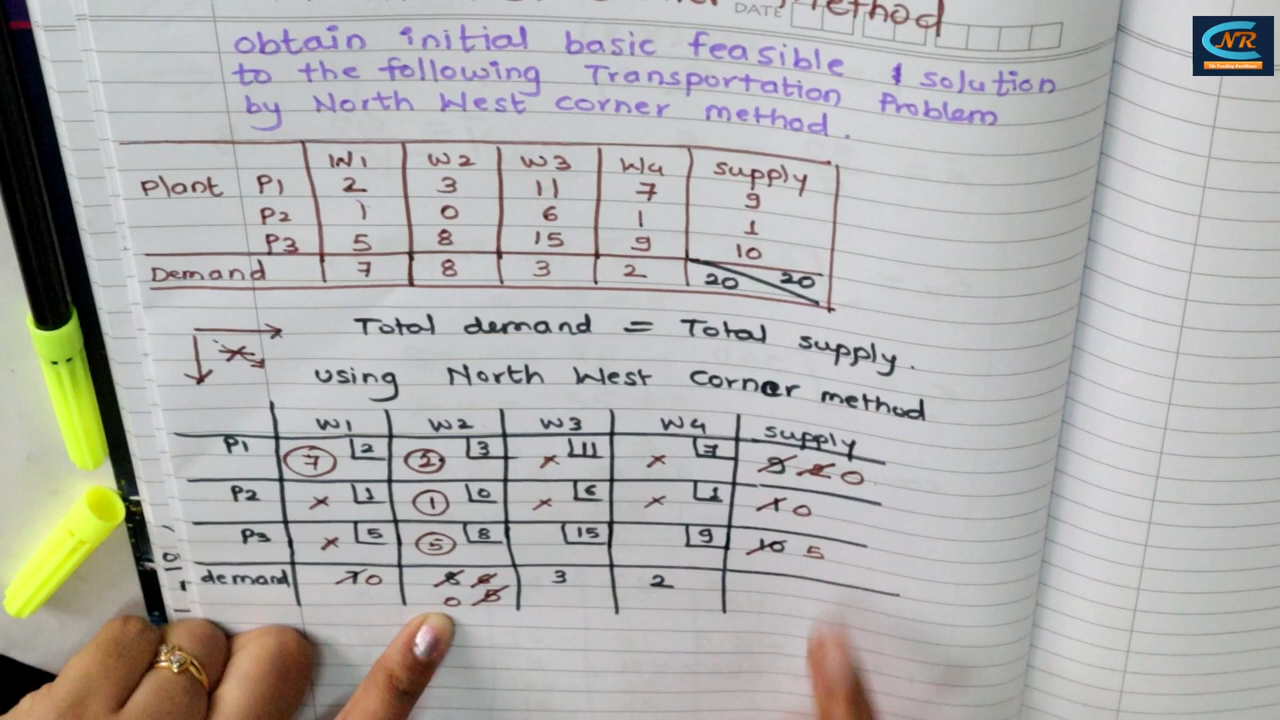 DATE
Method
obtain initial basic feasible solution
to the following Transportation Problem
by North West corner method.
W1 W2 W3 W4 supply
Plant P1 2 3 11 7 9
P2 1 0 6 1 1
P3 5 8 15 9 10
Demand 7 8 3 2 20 20
Total demand = Total supply.
using North West corner method
W1 W2 W3 W4 supply
P1 7 2 2 3 × 11 × 7 9 2 0
P2 × 1 1 0 × 6 × 1 1 0
P3 × 5 5 8 15 9 10 5
demand 7 0 8 6 3 2
0 5
NR